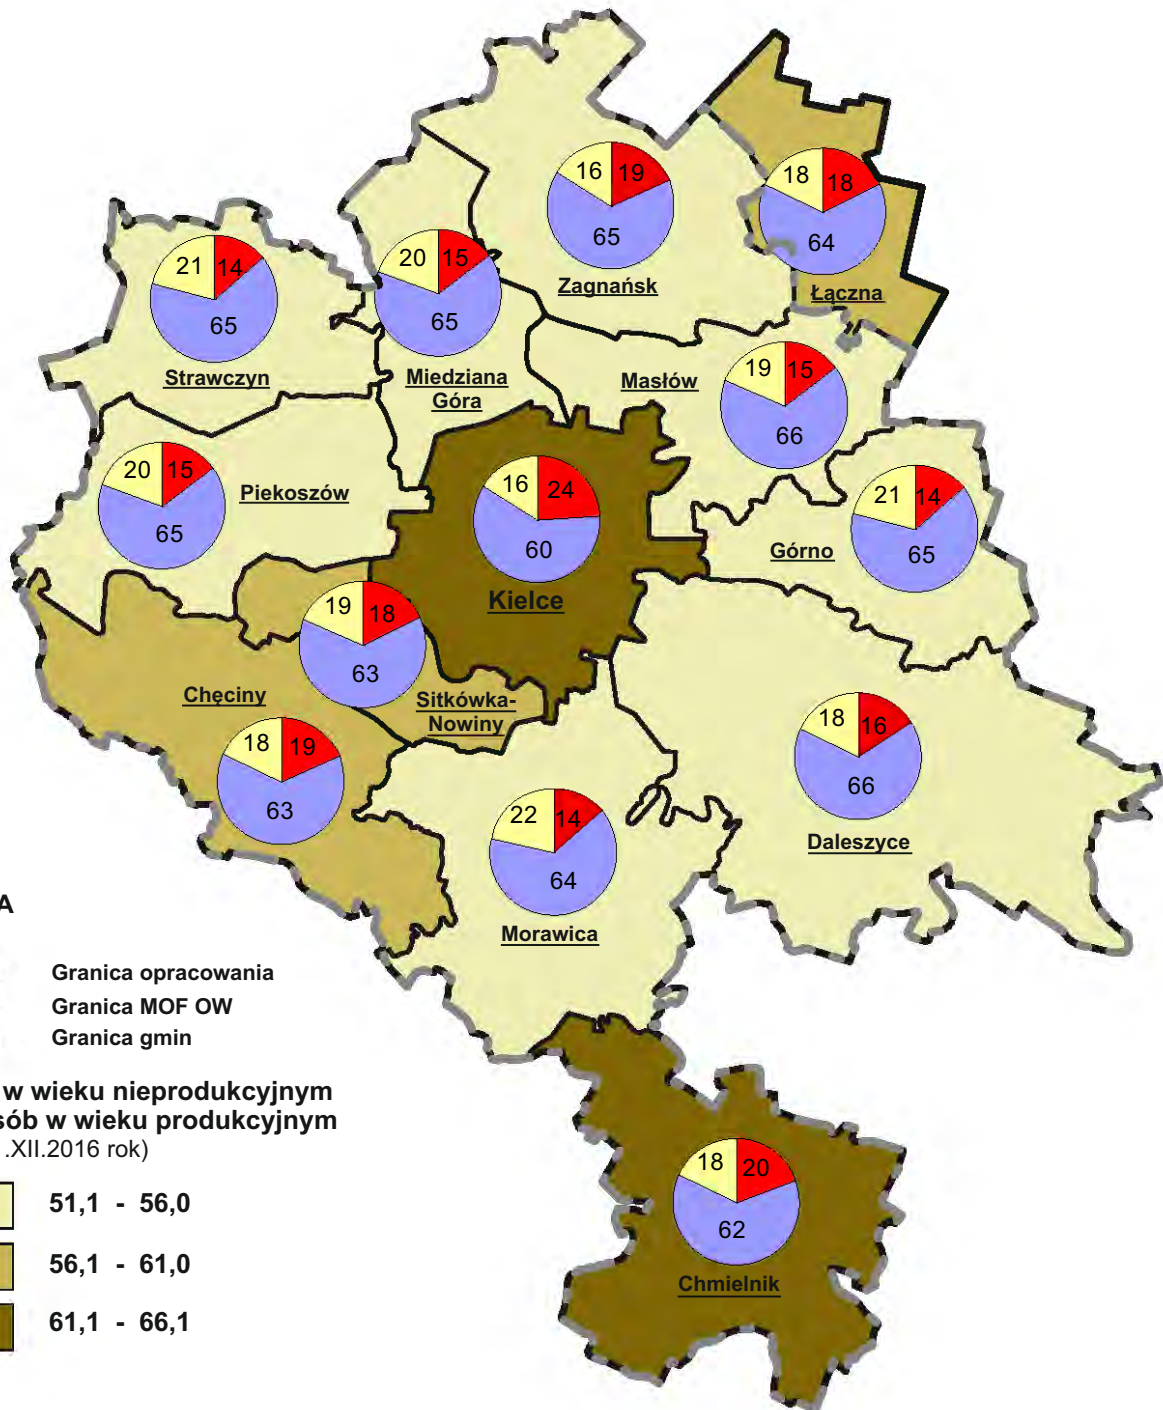 16
19
65
Zagnańsk
18
18
64
Łączna
21
14
65
Strawczyn
20
15
65
Miedziana
Góra
19
15
66
Masłów
20
15
65
Piekoszów
16
24
60
Kielce
21
14
65
Górno
19
18
63
Sitkówka-
Nowiny
Chęciny
18
19
63
18
16
66
Daleszyce
22
14
64
Morawica
A
Granica opracowania
Granica MOF OW
Granica gmin
w wieku nieprodukcyjnym
sób w wieku produkcyjnym
.XII.2016 rok)
51,1 - 56,0
56,1 - 61,0
61,1 - 66,1
18
20
62
Chmielnik